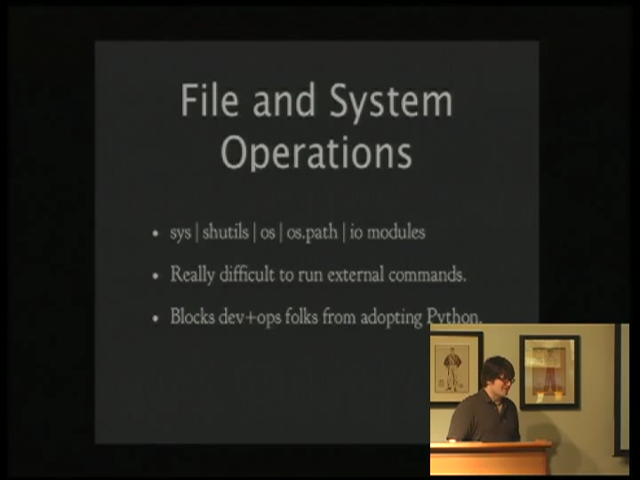 File and System
Operations
• sys | shutils | os | os.path | io modules
• Really difficult to run external commands.
• Blocks dev+ops folks from adopting Python.